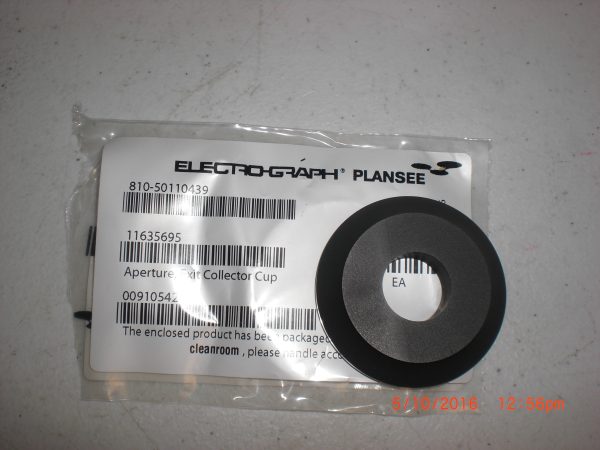 ELECTRO-GRAPH® PLANSEE
810-50110439
11635695
Aperture, Exit Collector Cup
EA
00910542
The enclosed product has been packaged
cleanroom, please handle
6/10/2016 12:56pm